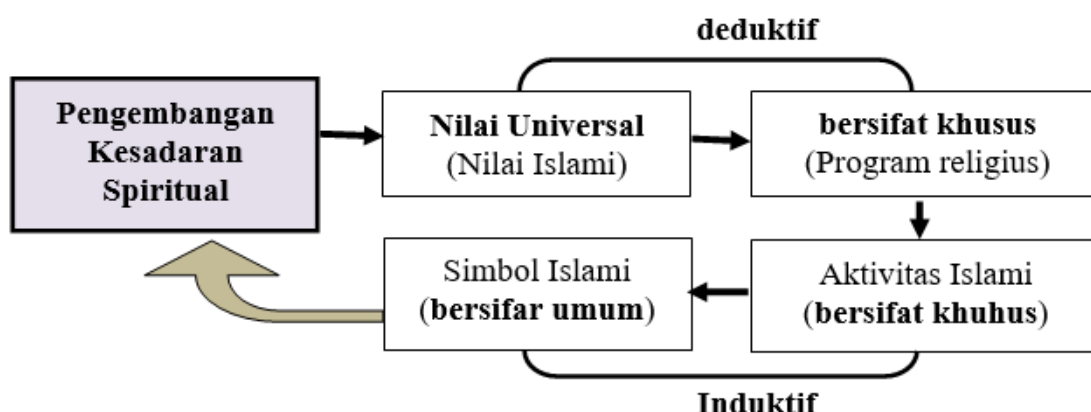 deduktif
Pengembangan
Kesadaran
Spiritual
Nilai Universal
(Nilai Islami)
bersifat khusus
(Program religius)
Simbol Islami
(bersifar umum)
Aktivitas Islami
(bersifat khuhus)
Induktif